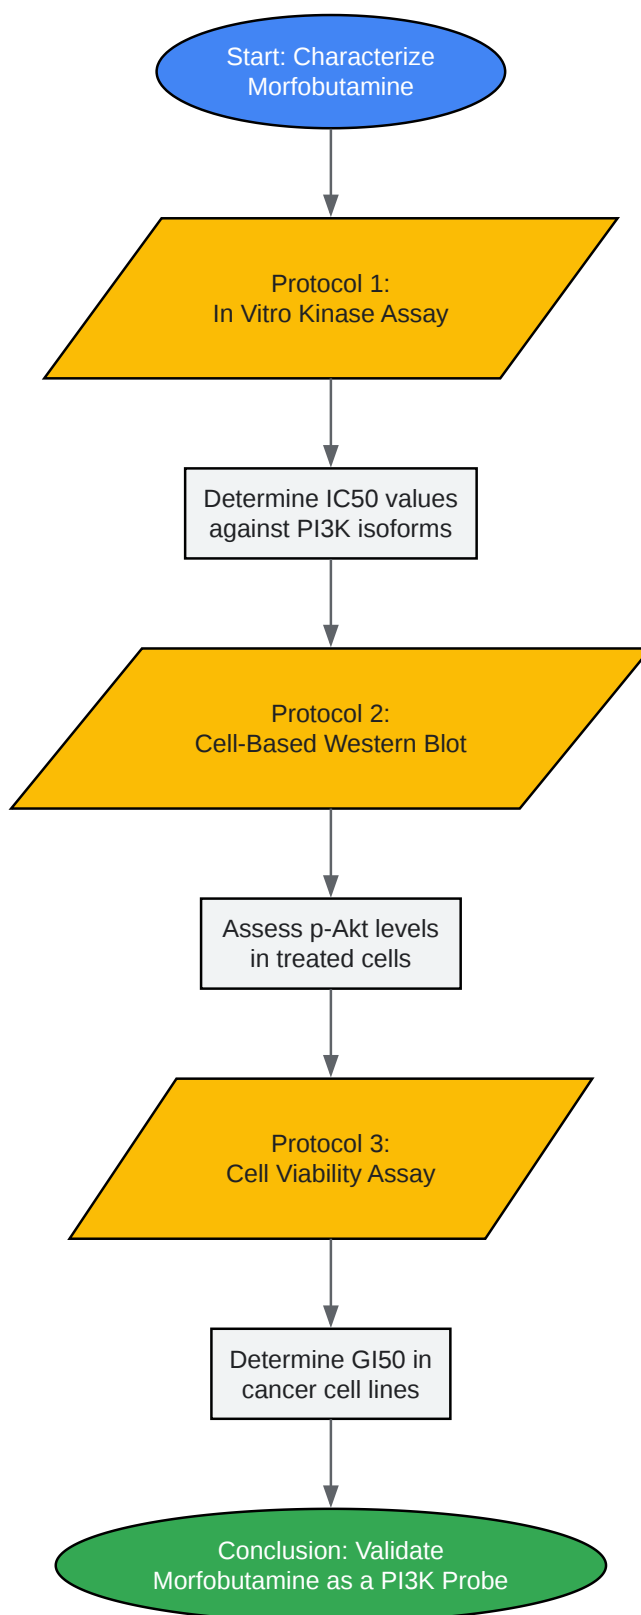 Start: Characterize
Morfobutamine
Protocol 1:
In Vitro Kinase Assay
Determine IC50 values
against PI3K isoforms
Protocol 2:
Cell-Based Western Blot
Assess p-Akt levels
in treated cells
Protocol 3:
Cell Viability Assay
Determine GI50 in
cancer cell lines
Conclusion: Validate
Morfobutamine as a PI3K Probe